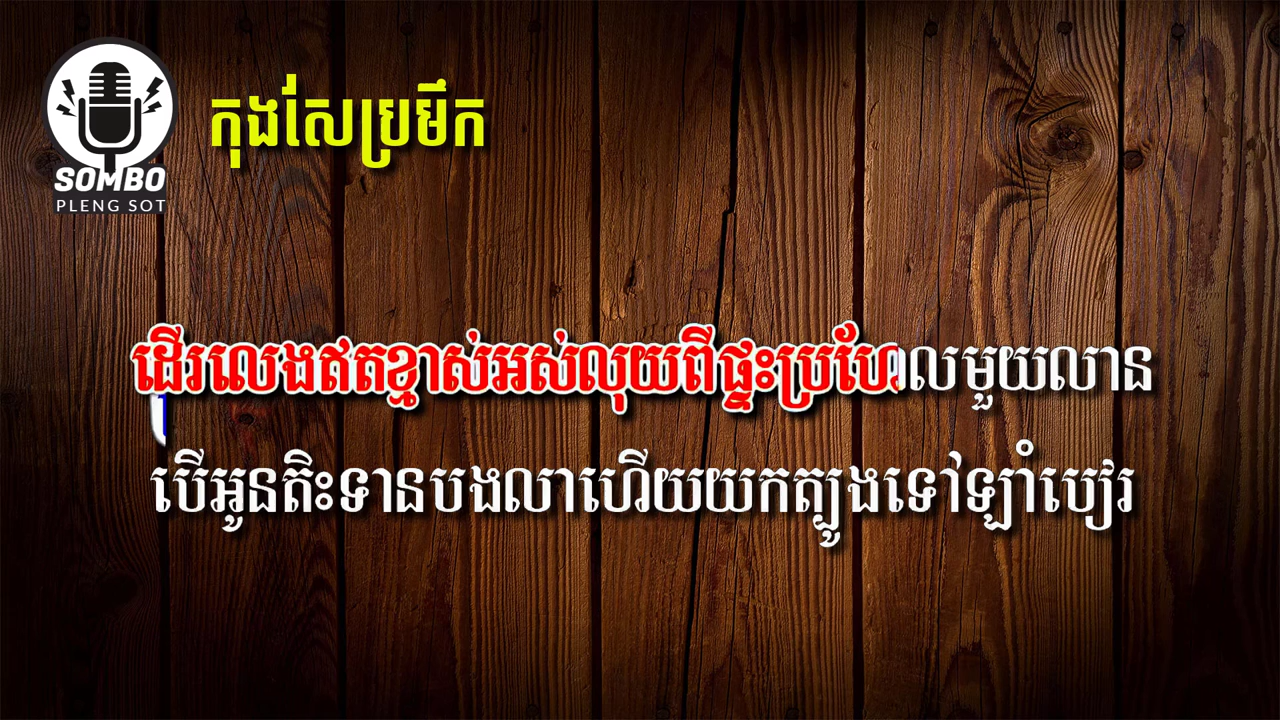 SOMBO
PLENG SOT
កុងសែប្រមឹក
ដើរលេងឥតខ្មាស់អស់លុយពីផ្ទះប្រហែលមួយលាន
បើអូនតិះទានបងលាហើយយកត្បូងទៅឡាំបៀរ